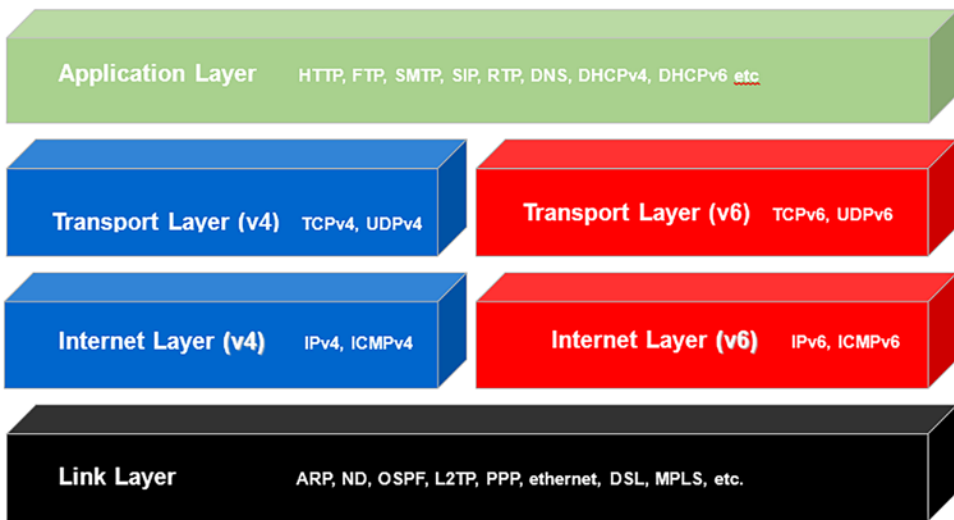 Application Layer HTTP, FTP, SMTP, SIP, RTP, DNS, DHCPv4, DHCPv6 etc
Transport Layer (v4) TCPv4, UDPv4
Transport Layer (v6) TCPv6, UDPv6
Internet Layer (v4) IPv4, ICMPv4
Internet Layer (v6) IPv6, ICMPv6
Link Layer ARP, ND, OSPF, L2TP, PPP, ethernet, DSL, MPLS, etc.